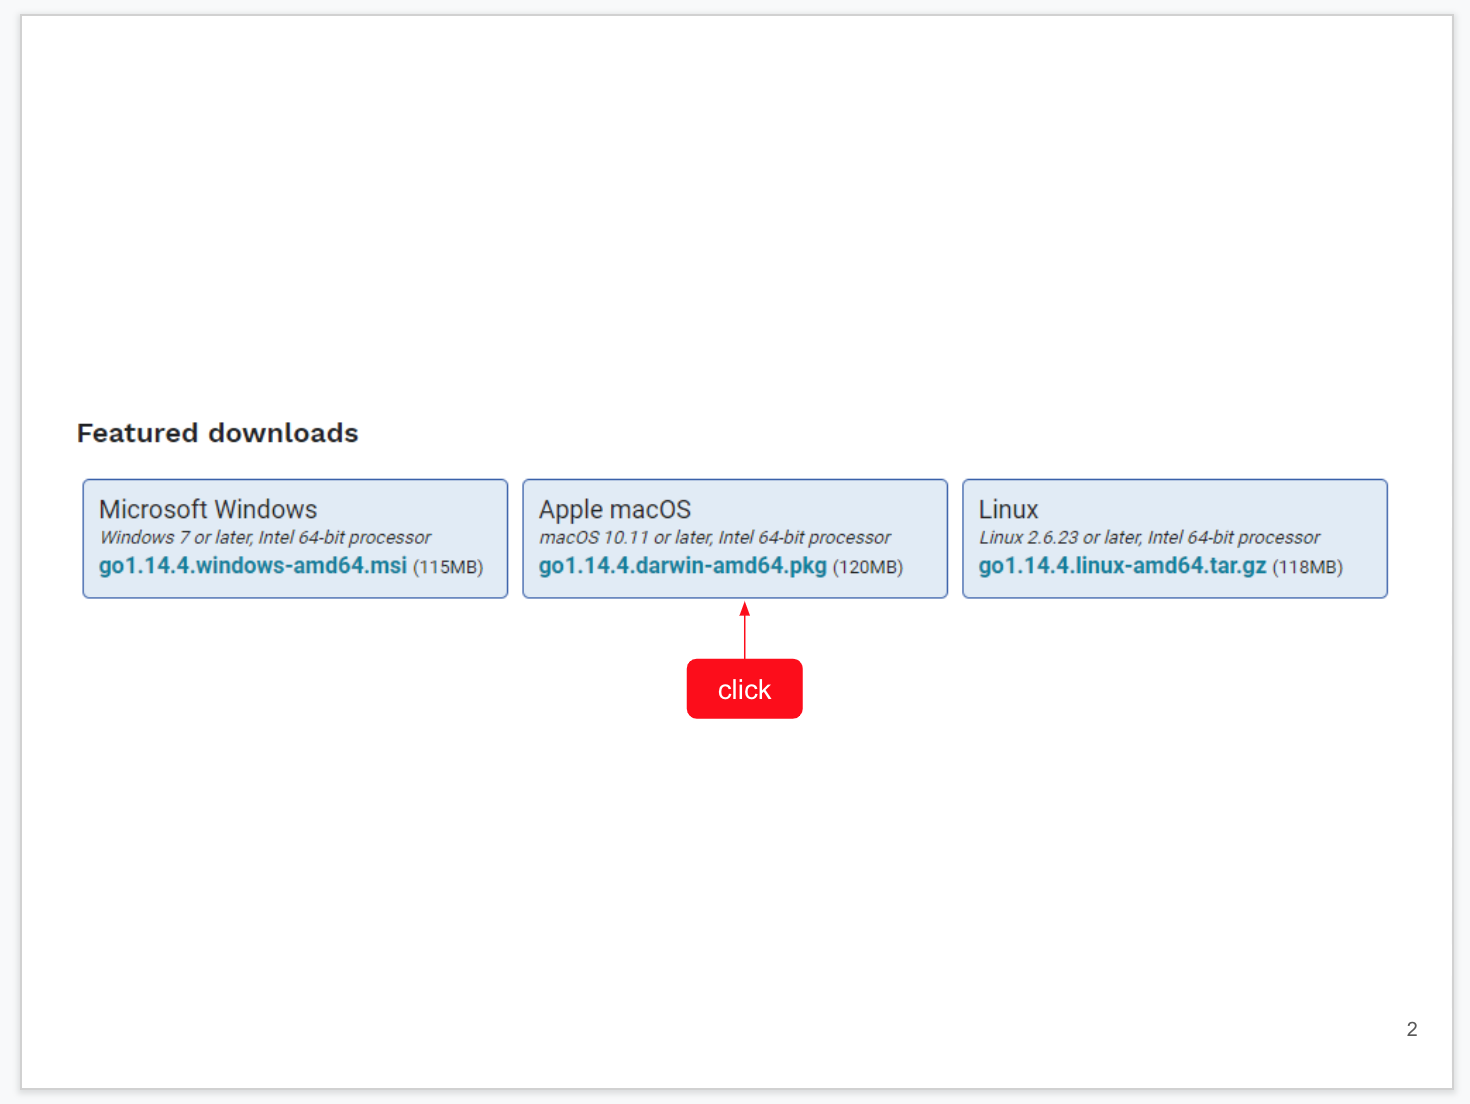 Featured downloads
Microsoft Windows
Windows 7 or later, Intel 64-bit processor
go1.14.4.windows-amd64.msi (115MB)
Apple macOS
macOS 10.11 or later, Intel 64-bit processor
go1.14.4.darwin-amd64.pkg (120MB)
Linux
Linux 2.6.23 or later, Intel 64-bit processor
go1.14.4.linux-amd64.tar.gz (118MB)
click
2